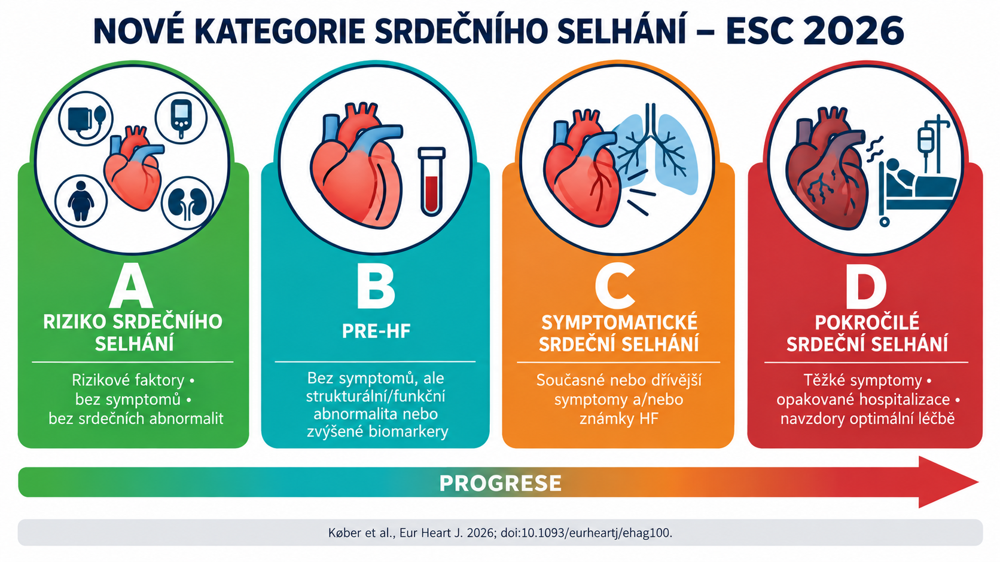 NOVÉ KATEGORIE SRDEČNÍHO SELHÁNÍ – ESC 2026
A
RIZIKO SRDEČNÍHO
SELHÁNÍ
Rizikové faktory •
bez symptomů •
bez srdečních abnormalit
B
PRE-HF
Bez symptomů, ale
strukturální/funkční
abnormalita nebo
zvýšené biomarkery
C
SYMPTOMATICKÉ
SRDEČNÍ SELHÁNÍ
Současné nebo dřívější
symptomy a/nebo
známky HF
D
POKROČILÉ
SRDEČNÍ SELHÁNÍ
Těžké symptomy •
opakované hospitalizace •
navzdory optimální léčbě
PROGRESE
Køber et al., Eur Heart J. 2026; doi:10.1093/eurheartj/ehag100.